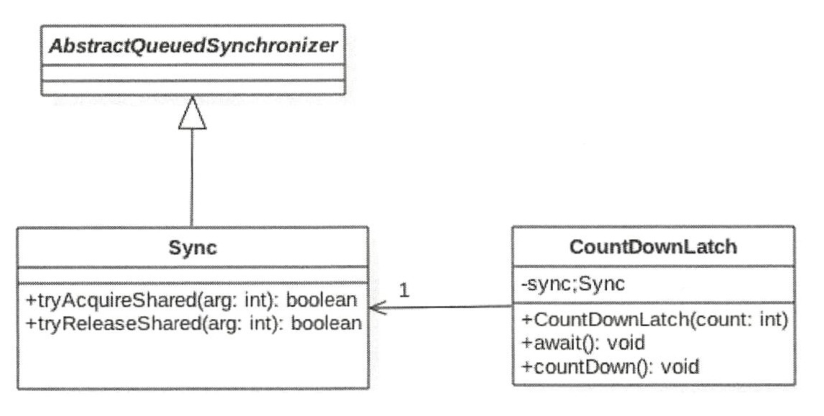 AbstractQueuedSynchronizer
Sync
+tryAcquireShared(arg: int): boolean
+tryReleaseShared(arg: int): boolean
1
CountDownLatch
-sync;Sync
+CountDownLatch(count: int)
+await(): void
+countDown(): void